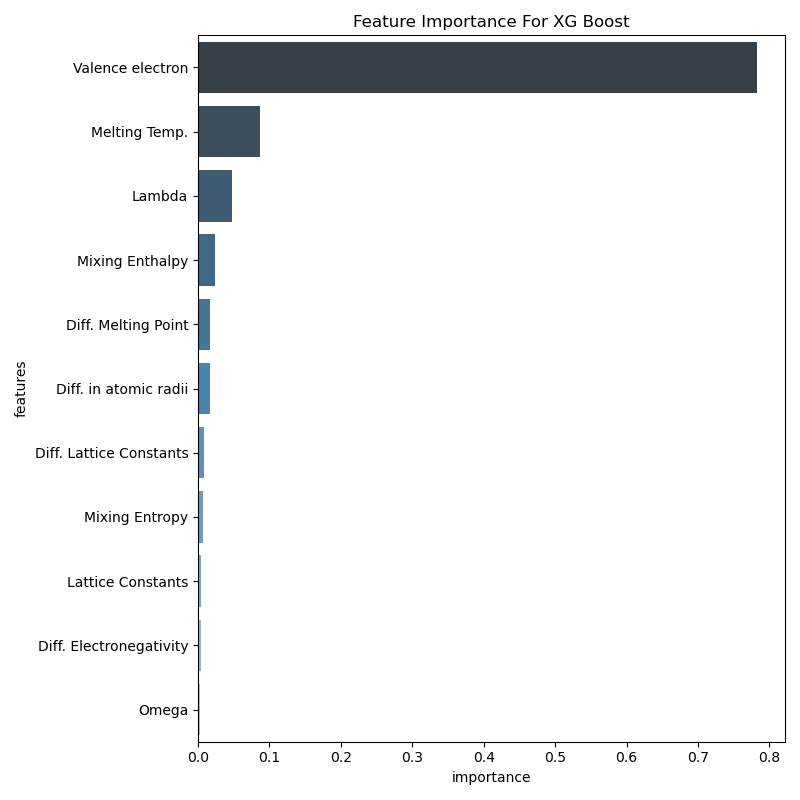 Feature Importance For XG Boost
features
Valence electron
Melting Temp.
Lambda
Mixing Enthalpy
Diff. Melting Point
Diff. in atomic radii
Diff. Lattice Constants
Mixing Entropy
Lattice Constants
Diff. Electronegativity
Omega
0.0 0.1 0.2 0.3 0.4 0.5 0.6 0.7 0.8
importance